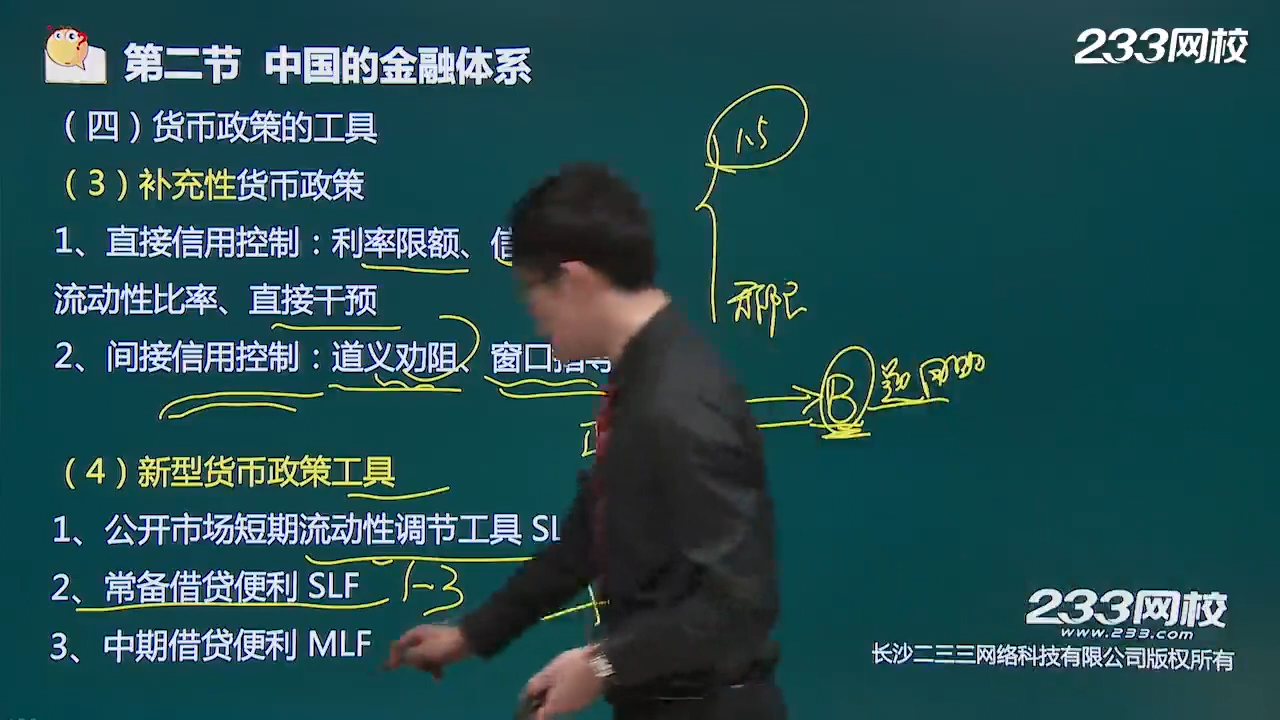 第二节 中国的金融体系
233网校
（四）货币政策的工具
（3）补充性货币政策
1、直接信用控制：利率限额、信
流动性比率、直接干预
2、间接信用控制：道义劝阻、窗口指导
（4）新型货币政策工具
1、公开市场短期流动性调节工具 SL
2、常备借贷便利 SLF
3、中期借贷便利 MLF
1.5
B
1-3
233网校
www.233.com
长沙二三三网络科技有限公司版权所有